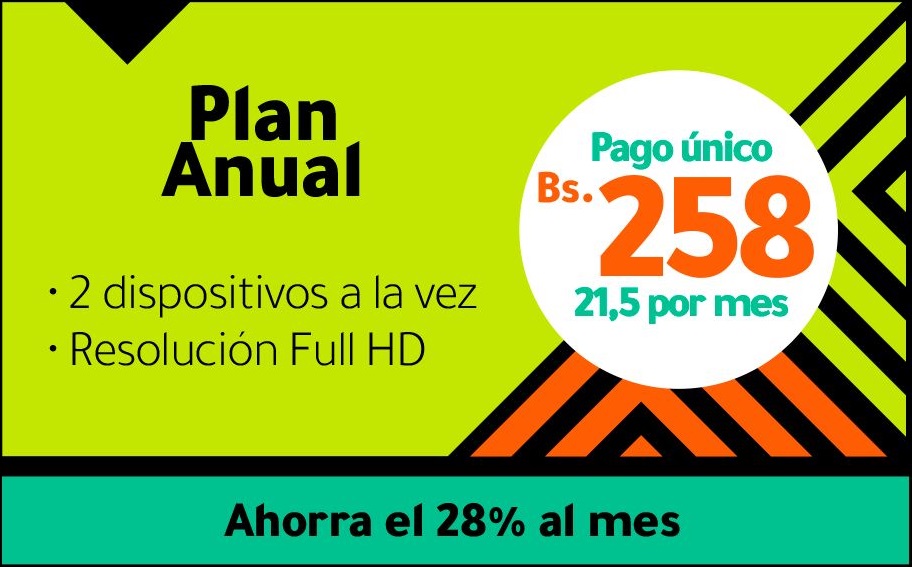 Plan
Anual
• 2 dispositivos a la vez
• Resolución Full HD
Pago único
Bs. 258
21,5 por mes
Ahorra el 28% al mes